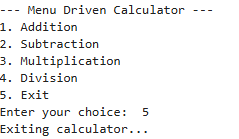 --- Menu Driven Calculator ---
1. Addition
2. Subtraction
3. Multiplication
4. Division
5. Exit
Enter your choice:  5
Exiting calculator...